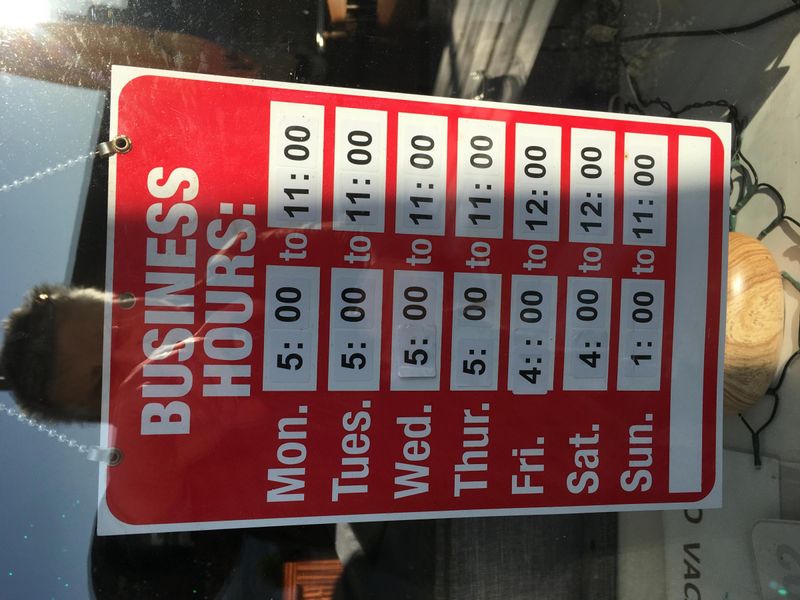 BUSINESS
HOURS:
Mon. 5: 00 to 11: 00
Tues. 5: 00 to 11: 00
Wed. 5: 00 to 11: 00
Thur. 5: 00 to 11: 00
Fri. 4: 00 to 12: 00
Sat. 4: 00 to 12: 00
Sun. 1: 00 to 11: 00